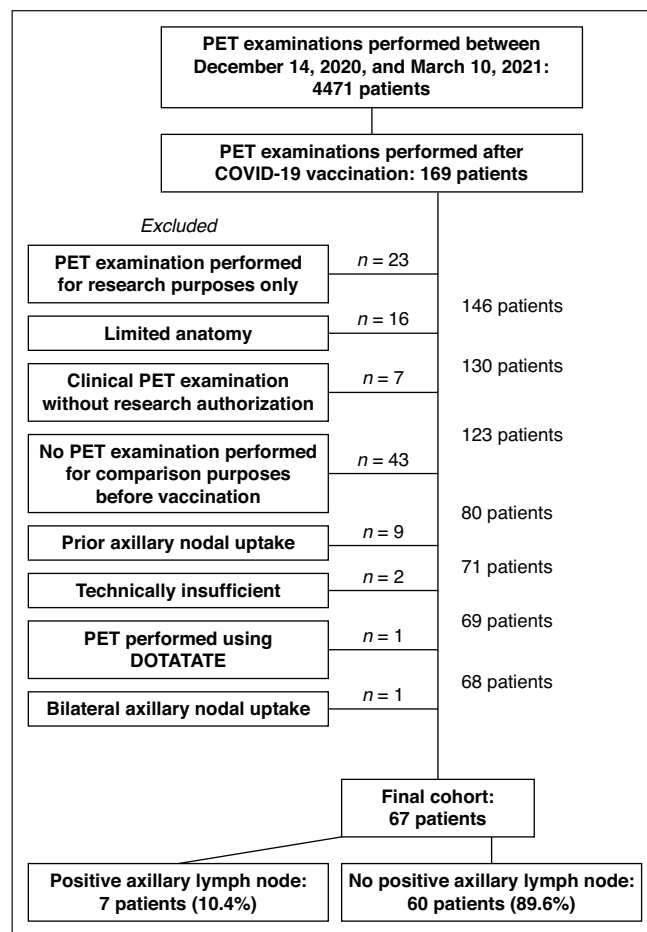 PET examinations performed between
December 14, 2020, and March 10, 2021:
4471 patients
PET examinations performed after
COVID-19 vaccination: 169 patients
Excluded
PET examination performed
for research purposes only
n = 23
146 patients
Limited anatomy
n = 16
130 patients
Clinical PET examination
without research authorization
n = 7
123 patients
No PET examination performed
for comparison purposes
before vaccination
n = 43
80 patients
Prior axillary nodal uptake
n = 9
71 patients
Technically insufficient
n = 2
69 patients
PET performed using
DOTATATE
n = 1
68 patients
Bilateral axillary nodal uptake
n = 1
Final cohort:
67 patients
Positive axillary lymph node:
7 patients (10.4%)
No positive axillary lymph node:
60 patients (89.6%)